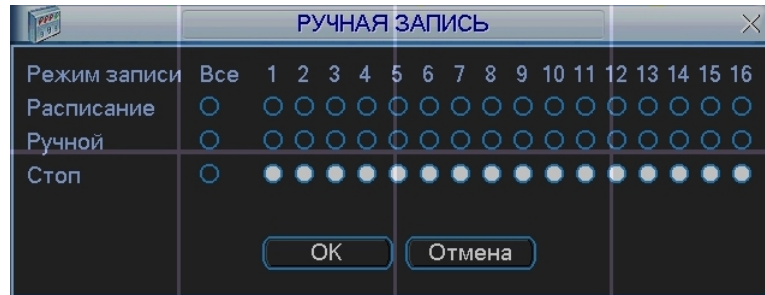 РУЧНАЯ ЗАПИСЬ
Режим записи Все 1 2 3 4 5 6 7 8 9 10 11 12 13 14 15 16
Расписание
Ручной
Стоп
OK Отмена